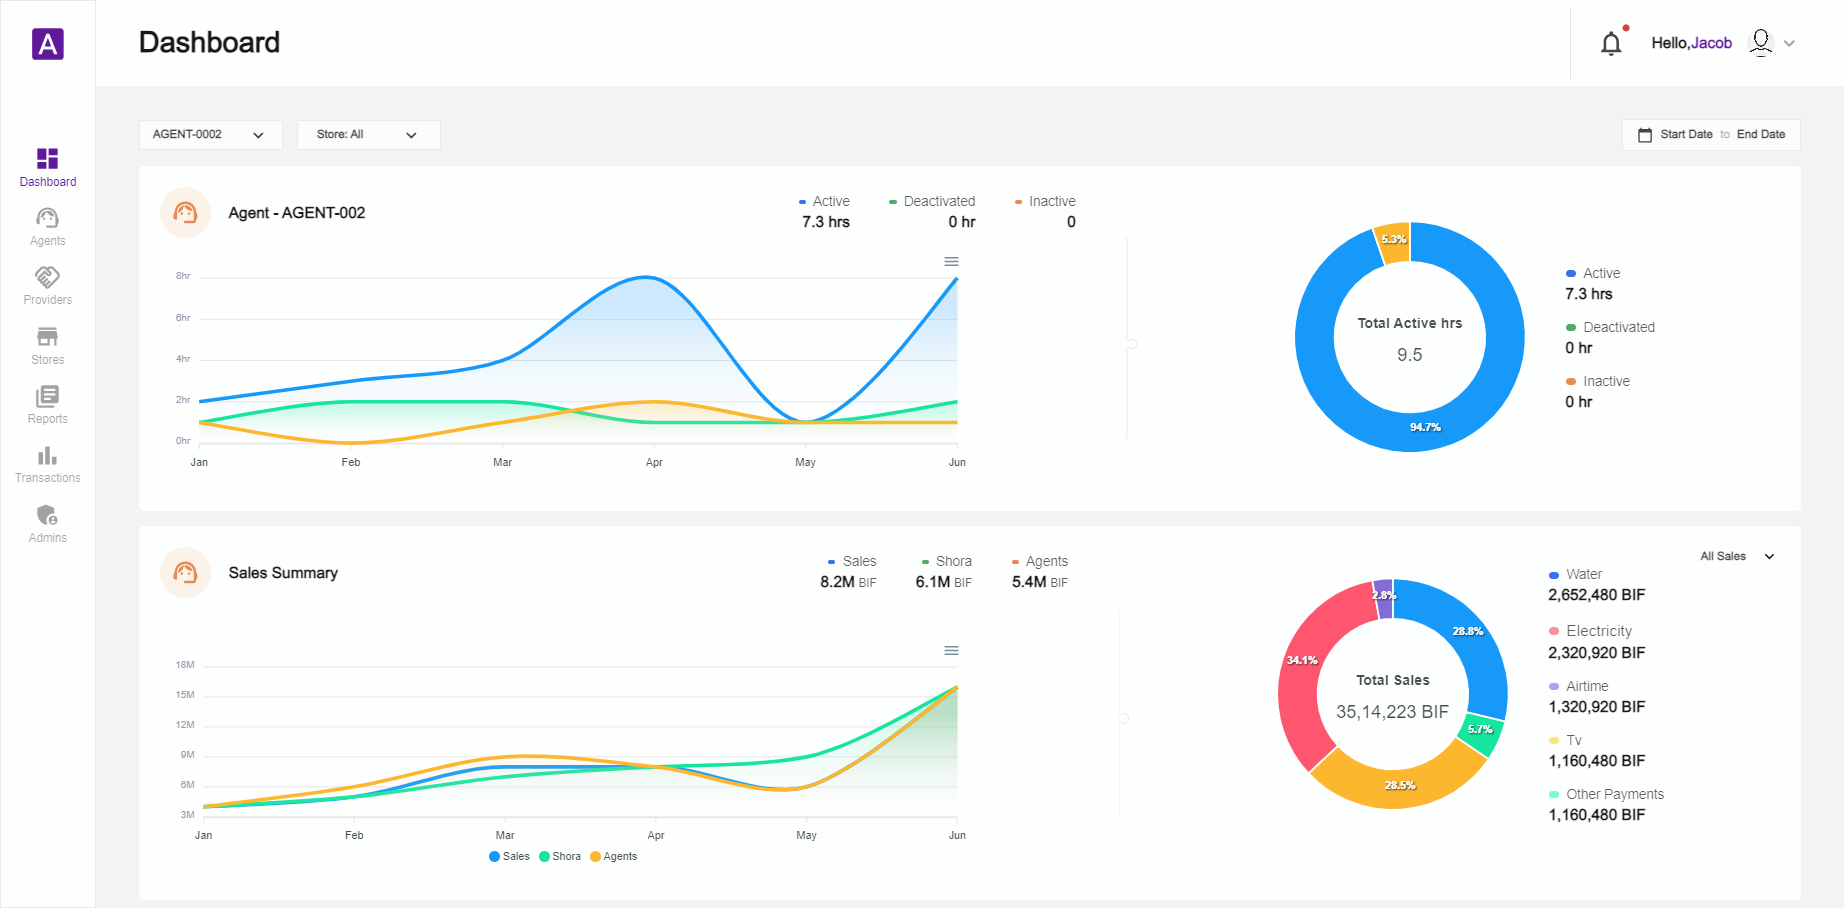 A
Dashboard
Hello,Jacob
Dashboard
Agents
Providers
Stores
Reports
Transactions
Admins
AGENT-0002
Store: All
Start Date to End Date
Agent - AGENT-002
Active
7.3 hrs
Deactivated
0 hr
Inactive
0
8hr
6hr
4hr
2hr
0hr
Jan Feb Mar Apr May Jun
5.3%
94.7%
Total Active hrs
9.5
Active
7.3 hrs
Deactivated
0 hr
Inactive
0 hr
Sales Summary
Sales
8.2M BIF
Shora
6.1M BIF
Agents
5.4M BIF
18M
15M
12M
9M
6M
3M
Jan Feb Mar Apr May Jun
Sales Shora Agents
All Sales
2.8%
28.8%
34.1%
5.7%
28.5%
Total Sales
35,14,223 BIF
Water
2,652,480 BIF
Electricity
2,320,920 BIF
Airtime
1,320,920 BIF
Tv
1,160,480 BIF
Other Payments
1,160,480 BIF